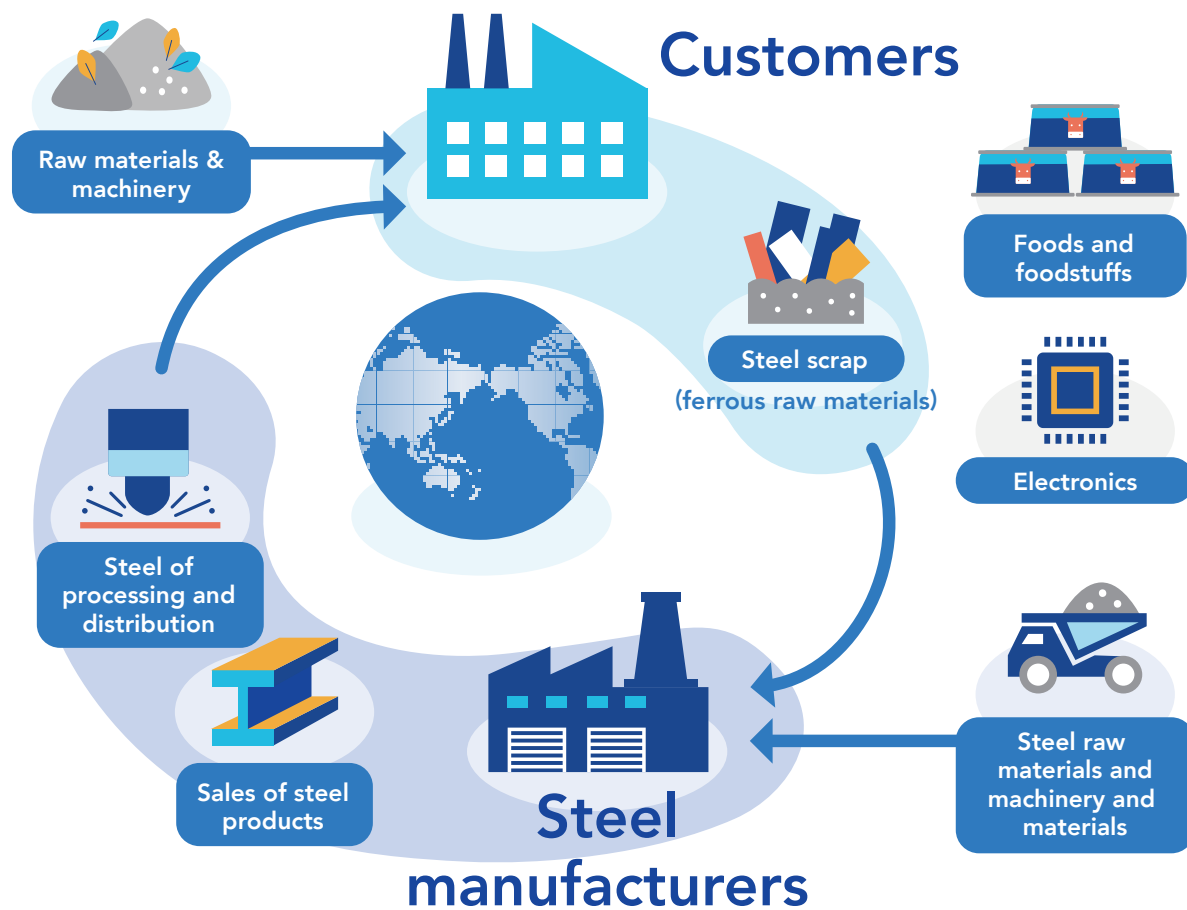 Customers
Raw materials &
machinery
Foods and
foodstuffs
Steel scrap
(ferrous raw materials)
Electronics
Steel of
processing and
distribution
Sales of steel
products
Steel raw
materials and
machinery and
materials
Steel
manufacturers